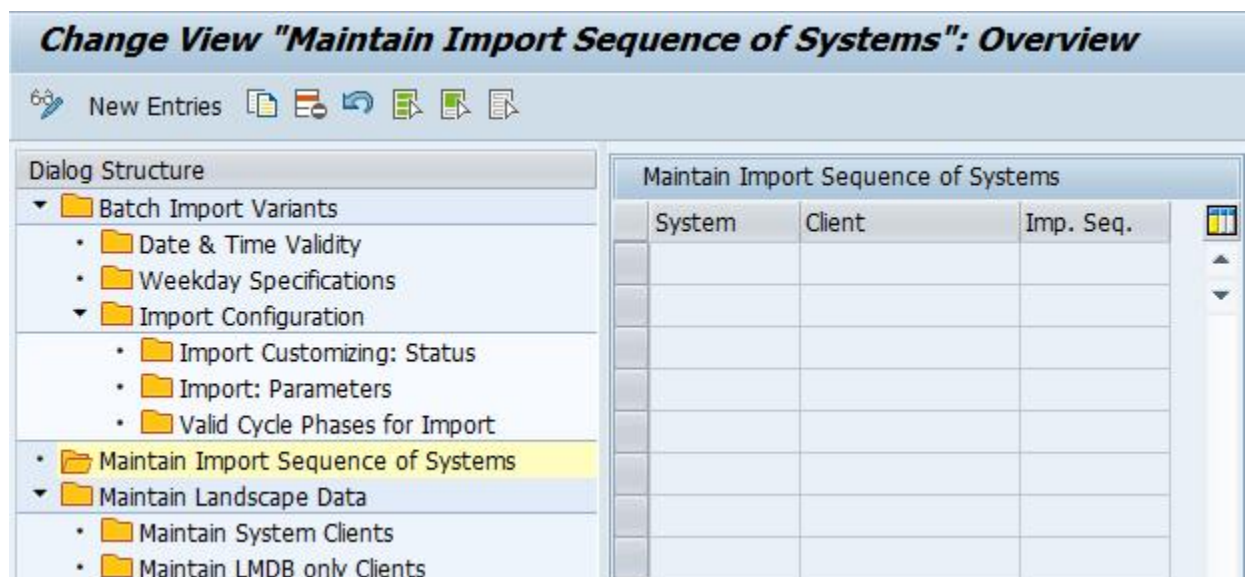 Change View "Maintain Import Sequence of Systems": Overview
New Entries
Dialog Structure
Batch Import Variants
Date & Time Validity
Weekday Specifications
Import Configuration
Import Customizing: Status
Import: Parameters
Valid Cycle Phases for Import
Maintain Import Sequence of Systems
Maintain Landscape Data
Maintain System Clients
Maintain LMDB only Clients
Maintain Import Sequence of Systems
System Client Imp. Seq.